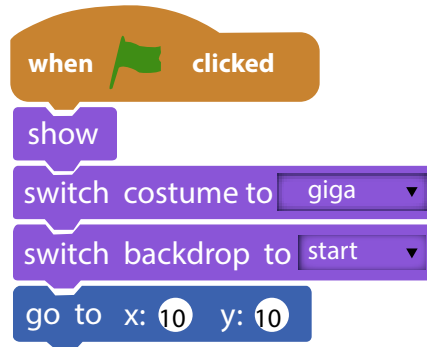 when clicked
show
switch costume to giga
switch backdrop to start
go to x: 10 y: 10